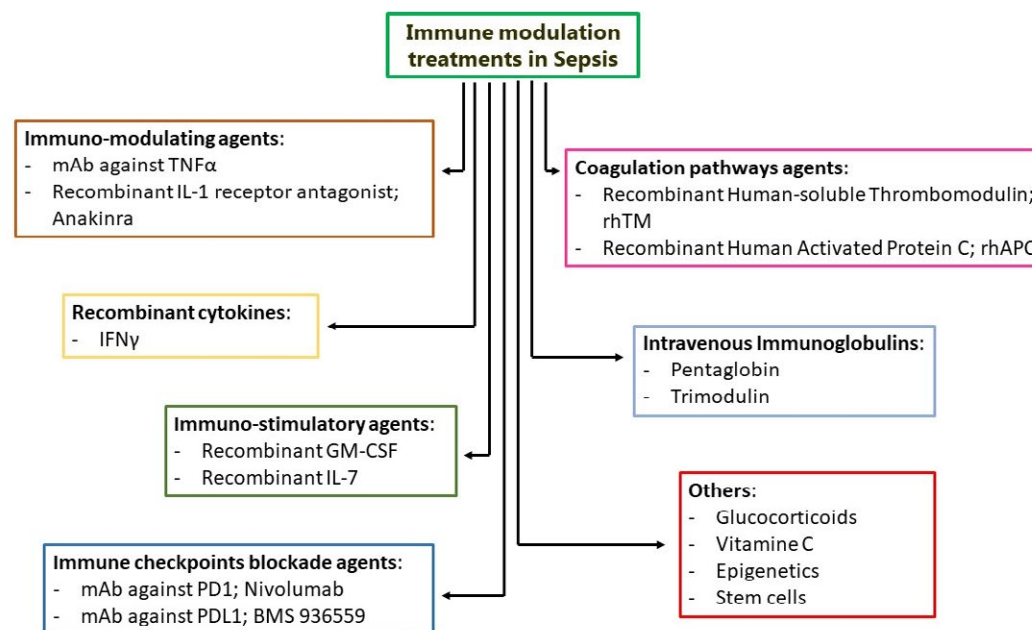 Immune modulation
treatments in Sepsis
Immuno-modulating agents:
- mAb against TNFα
- Recombinant IL-1 receptor antagonist;
Anakinra
Recombinant cytokines:
- IFNγ
Immuno-stimulatory agents:
- Recombinant GM-CSF
- Recombinant IL-7
Immune checkpoints blockade agents:
- mAb against PD1; Nivolumab
- mAb against PDL1; BMS 936559
Coagulation pathways agents:
- Recombinant Human-soluble Thrombomodulin;
rhTM
- Recombinant Human Activated Protein C; rhAPC
Intravenous Immunoglobulins:
- Pentaglobin
- Trimodulin
Others:
- Glucocorticoids
- Vitamine C
- Epigenetics
- Stem cells